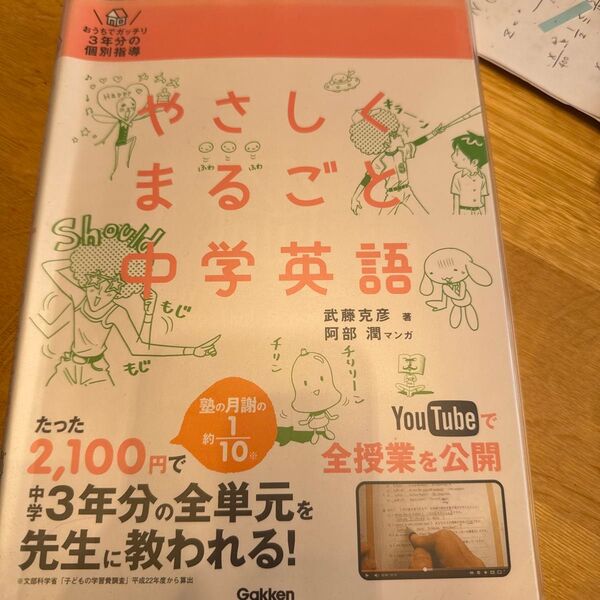 おうちでガッチリ
3年分の
個別指導
Happy
やさしく
キラーン
ふわ ふわ
まるごと
Should
中学英語
もじ
もじ
武藤克彦 著
阿部 潤 マンガ
チリン
チリリーン
塾の月謝の
約1/10※
YouTubeで
全授業を公開
たった
2,100円で
中学3年分の全単元を
先生に教われる!
※文部科学省「子どもの学習費調査」平成22年度から算出
Gakken